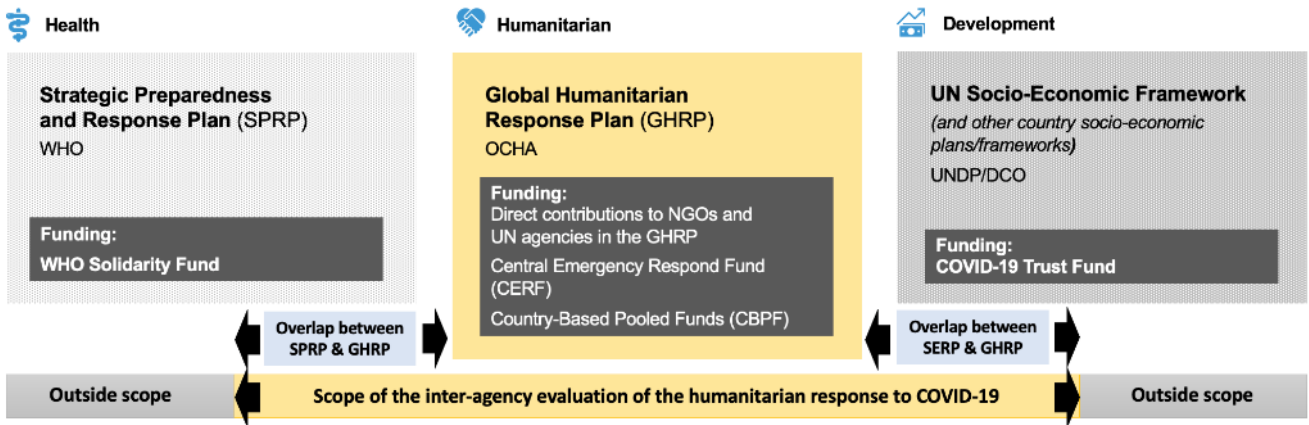 Health
Strategic Preparedness
and Response Plan (SPRP)
WHO
Funding:
WHO Solidarity Fund
Humanitarian
Global Humanitarian
Response Plan (GHRP)
OCHA
Funding:
Direct contributions to NGOs and
UN agencies in the GHRP
Central Emergency Respond Fund
(CERF)
Country-Based Pooled Funds (CBPF)
Development
UN Socio-Economic Framework
(and other country socio-economic
plans/frameworks)
UNDP/DCO
Funding:
COVID-19 Trust Fund
Overlap between
SPRP & GHRP
Overlap between
SERP & GHRP
Outside scope
Scope of the inter-agency evaluation of the humanitarian response to COVID-19
Outside scope